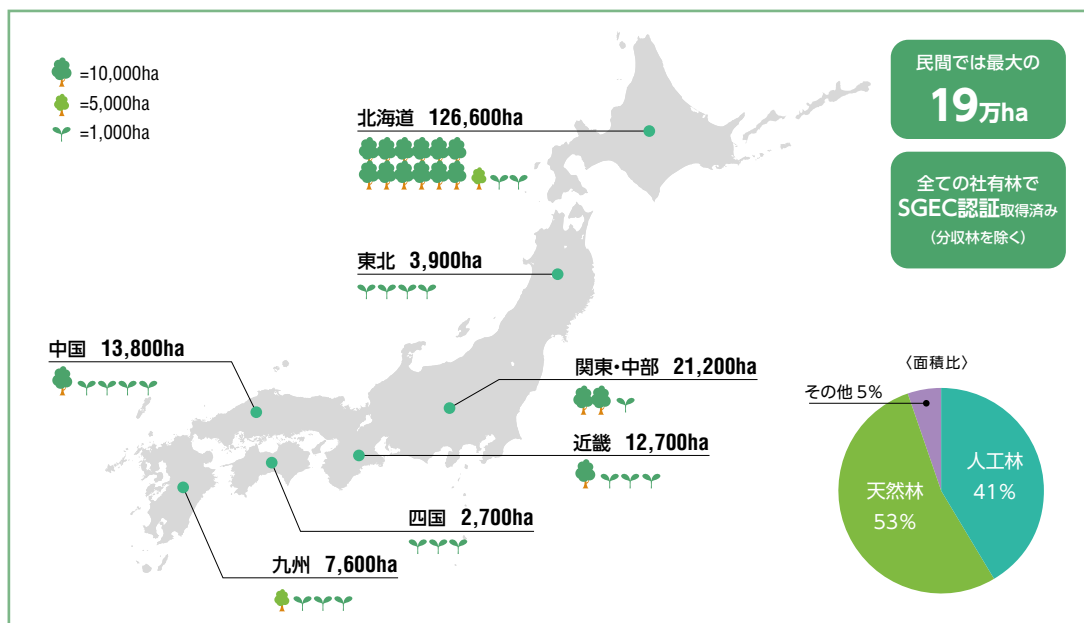 =10,000ha
=5,000ha
=1,000ha
民間では最大の
19万ha
全ての社有林で
SGEC認証取得済み
(分収林を除く)
北海道 126,600ha
東北 3,900ha
中国 13,800ha
関東・中部 21,200ha
近畿 12,700ha
四国 2,700ha
九州 7,600ha
〈面積比〉
その他 5%
人工林
41%
天然林
53%